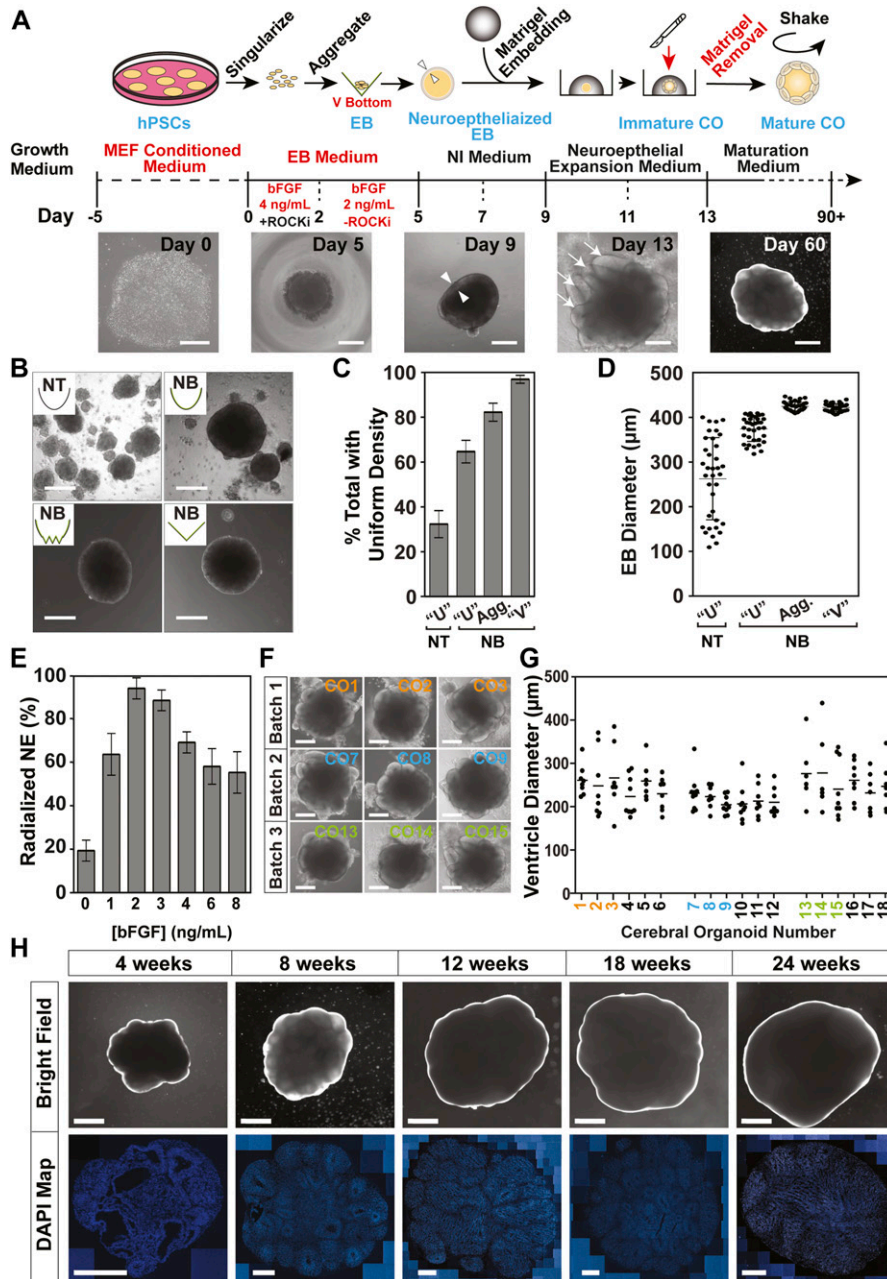 A
Singularize
Aggregate
Matrigel
Embedding
Matrigel
Removal
Shake
V Bottom
hPSCs
EB
Neuroeptheliaized
EB
Immature CO
Mature CO
Growth
Medium
MEF Conditioned
Medium
EB Medium
NI Medium
Neuroepthelial
Expansion Medium
Maturation
Medium
bFGF
4 ng/mL
+ROCKi
bFGF
2 ng/mL
-ROCKi
Day
-5 0 2 5 7 9 11 13 90+
Day 0
Day 5
Day 9
Day 13
Day 60
B
NT
NB
NB
NB
C
% Total with
Uniform Density
100
80
60
40
20
0
"U" "U" Agg. "V"
NT NB
D
EB Diameter (µm)
500
400
300
200
100
0
"U" "U" Agg. "V"
NT NB
E
Radialized NE (%)
100
80
60
40
20
0
0 1 2 3 4 6 8
[bFGF] (ng/mL)
F
Batch 1
CO1 CO2 CO3
Batch 2
CO7 CO8 CO9
Batch 3
CO13 CO14 CO15
G
Ventricle Diameter (µm)
500
400
300
200
100
0
1 2 3 4 5 6 7 8 9 10 11 12 13 14 15 16 17 18
Cerebral Organoid Number
H
4 weeks 8 weeks 12 weeks 18 weeks 24 weeks
Bright Field
DAPI Map